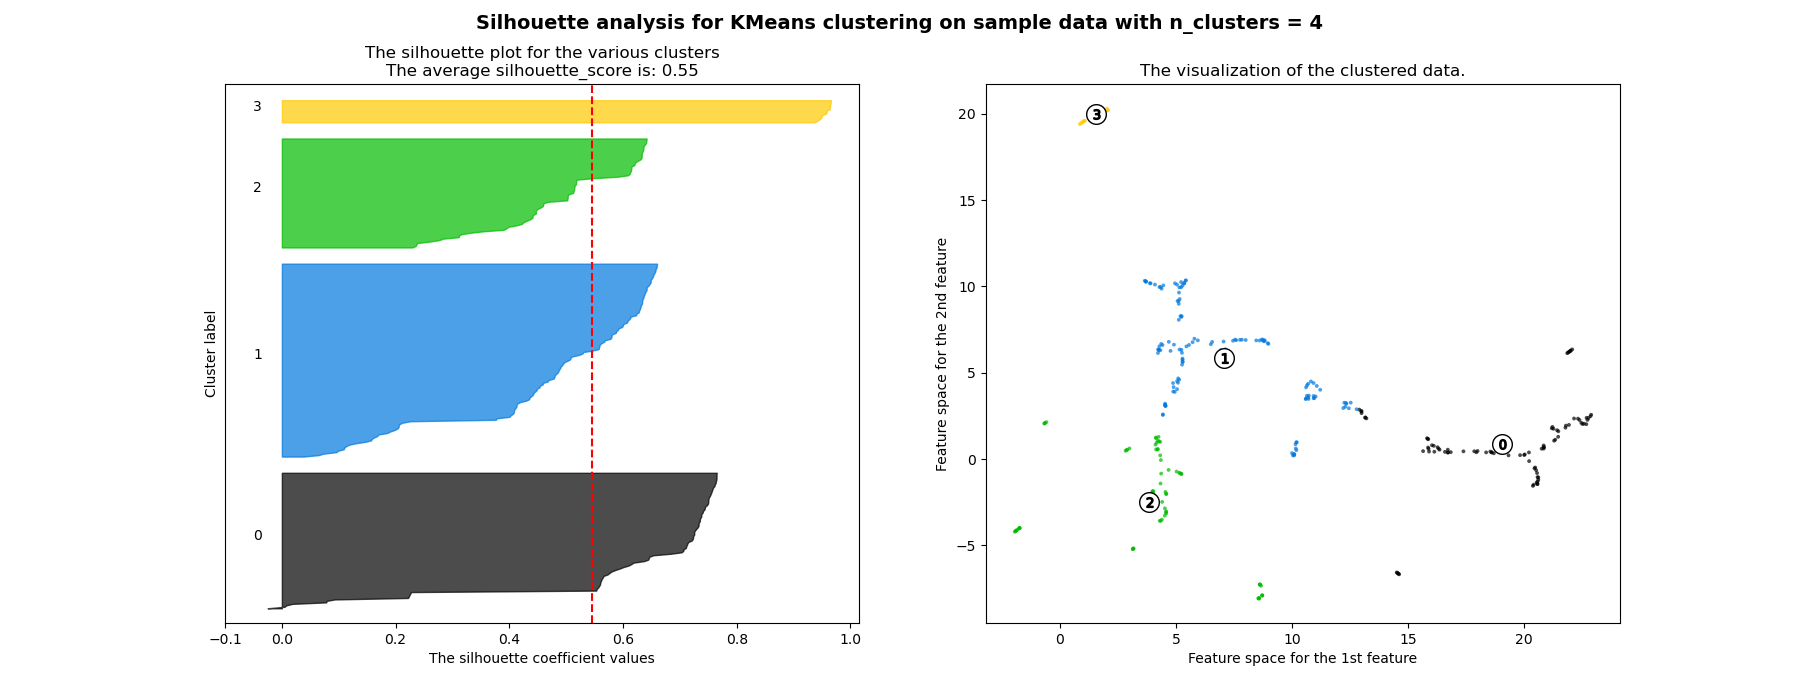 Silhouette analysis for KMeans clustering on sample data with n_clusters = 4
The silhouette plot for the various clusters
The average silhouette_score is: 0.55
3
2
1
0
Cluster label
−0.1 0.0 0.2 0.4 0.6 0.8 1.0
The silhouette coefficient values
The visualization of the clustered data.
20
15
10
5
0
−5
Feature space for the 2nd feature
3
1
0
2
0 5 10 15 20
Feature space for the 1st feature